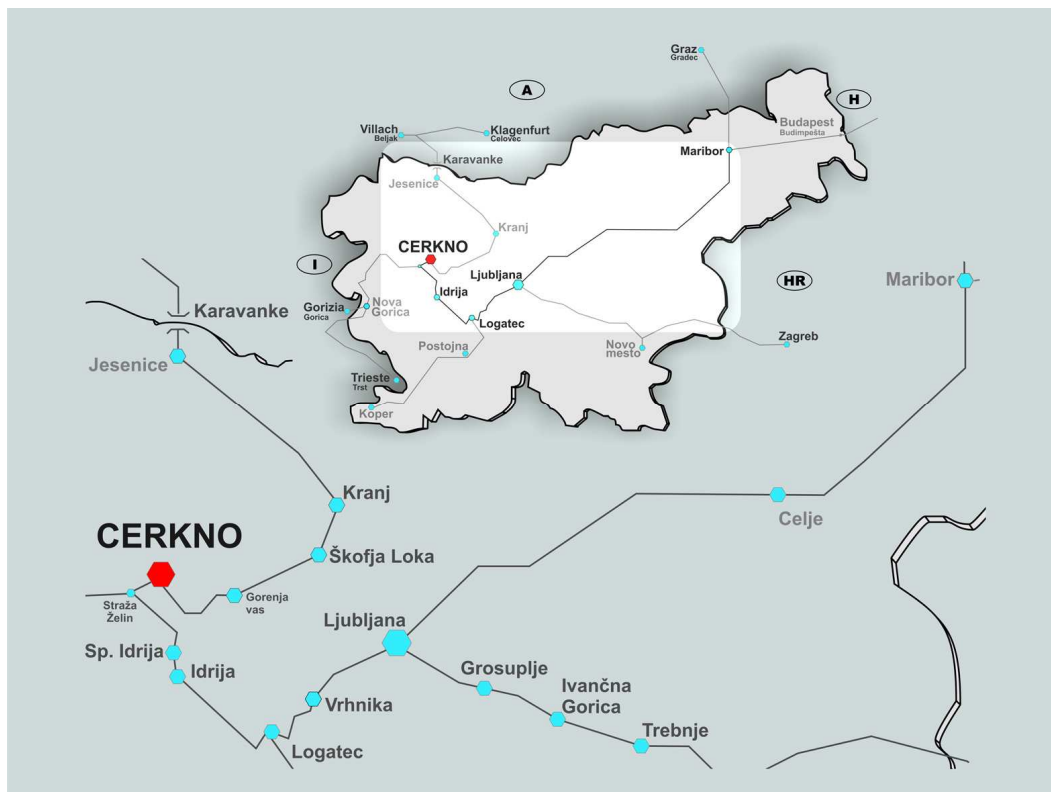 Graz
Gradec
A
H
Budapest
Budimpešta
Villach
Beljak
Klagenfurt
Celovec
Maribor
Karavanke
Jesenice
Kranj
CERKNO
I
Ljubljana
HR
Idrija
Nova
Gorica
Gorizia
Gorica
Logatec
Postojna
Novo
mesto
Zagreb
Trieste
Trst
Koper
Maribor
Karavanke
Jesenice
Kranj
Celje
CERKNO
Škofja Loka
Straža
Želin
Gorenja
vas
Ljubljana
Sp. Idrija
Idrija
Grosuplje
Ivančna
Gorica
Vrhnika
Trebnje
Logatec